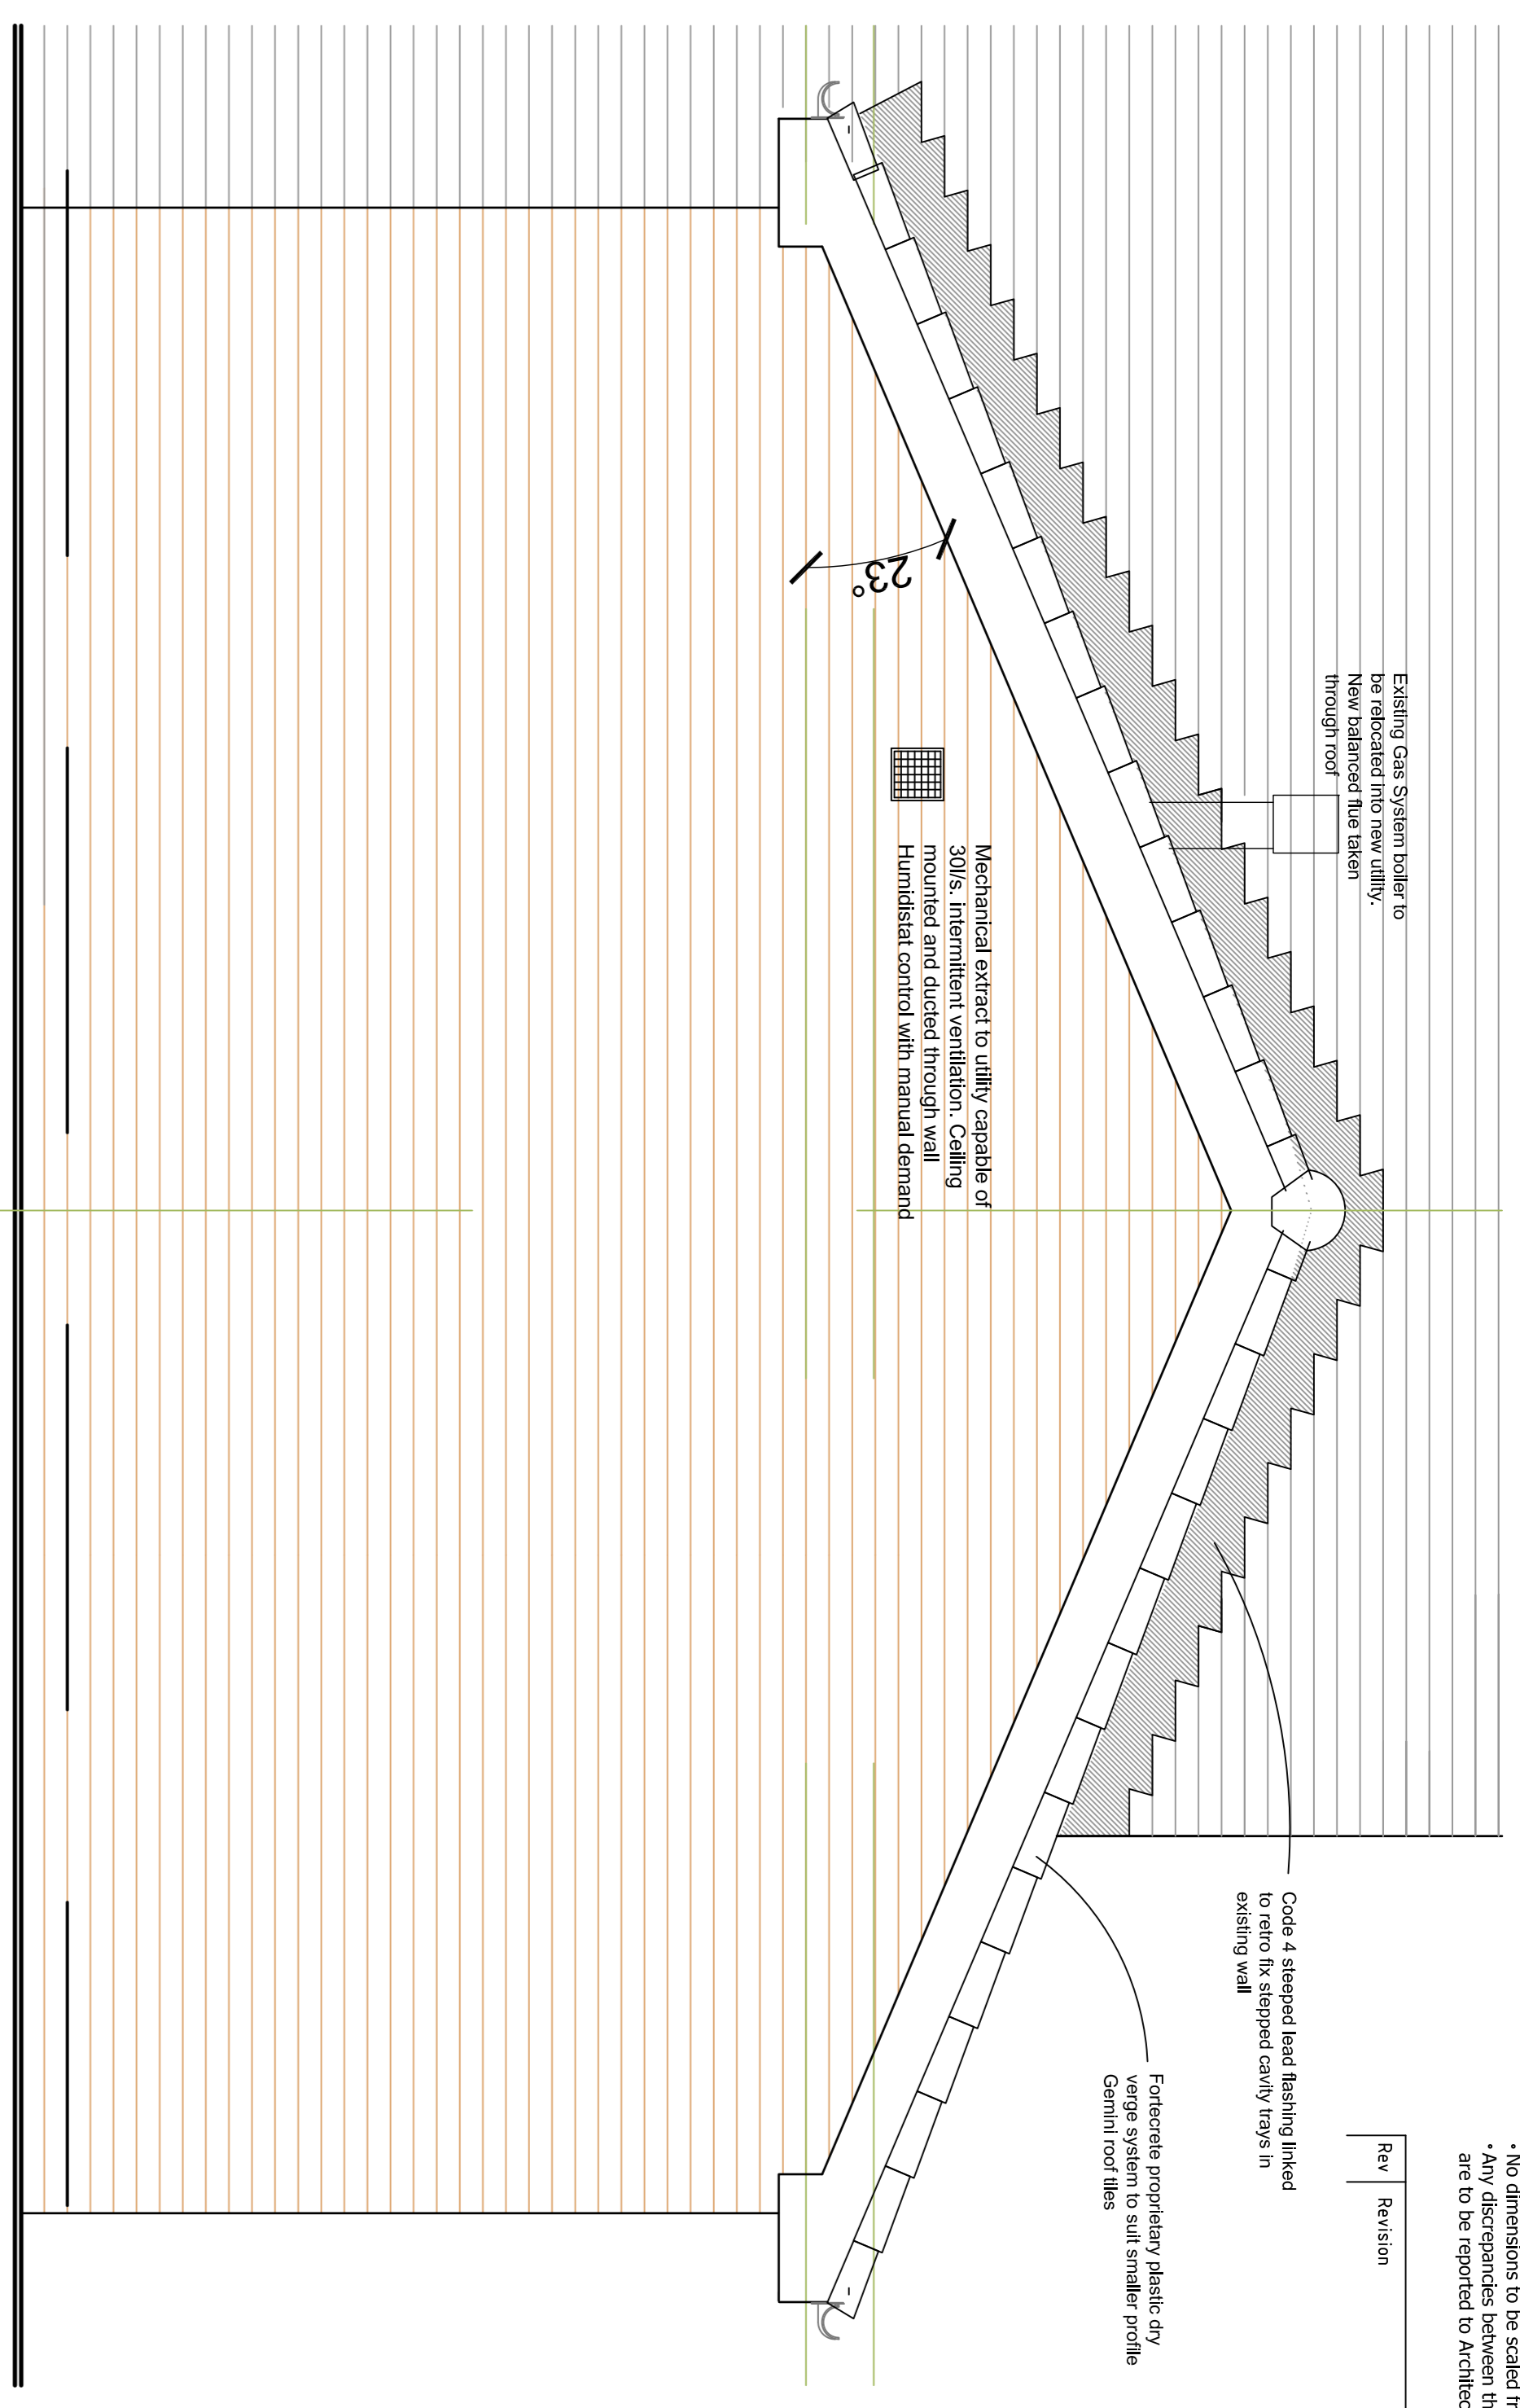 Existing Gas System boiler to
be relocated into new utility.
New balanced flue taken
through roof
23°
Mechanical extract to utility capable of
30l/s. intermittent ventilation. Ceiling
mounted and ducted through wall
Humidistat control with manual demand
Code 4 steeped lead flashing linked
to retro fix stepped cavity trays in
existing wall
Fortecrete proprietary plastic dry
verge system to suit smaller profile
Gemini roof tiles
Rev Revision
• No dimensions to be scaled
• Any discrepancies between
are to be reported to